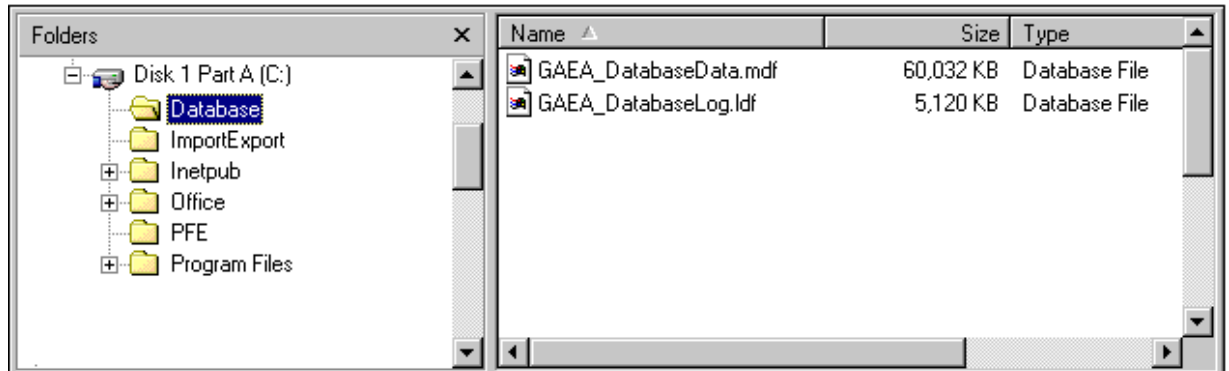 Folders
Disk 1 Part A (C:)
Database
ImportExport
Inetpub
Office
PFE
Program Files
Name Size Type
GAEA_DatabaseData.mdf 60,032 KB Database File
GAEA_DatabaseLog.ldf 5,120 KB Database File